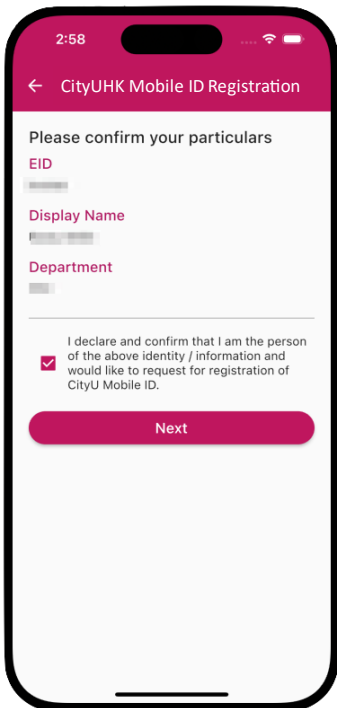 2:58
CityUHK Mobile ID Registration
Please confirm your particulars
EID
Display Name
Department
I declare and confirm that I am the person
of the above identity / information and
would like to request for registration of
CityU Mobile ID.
Next